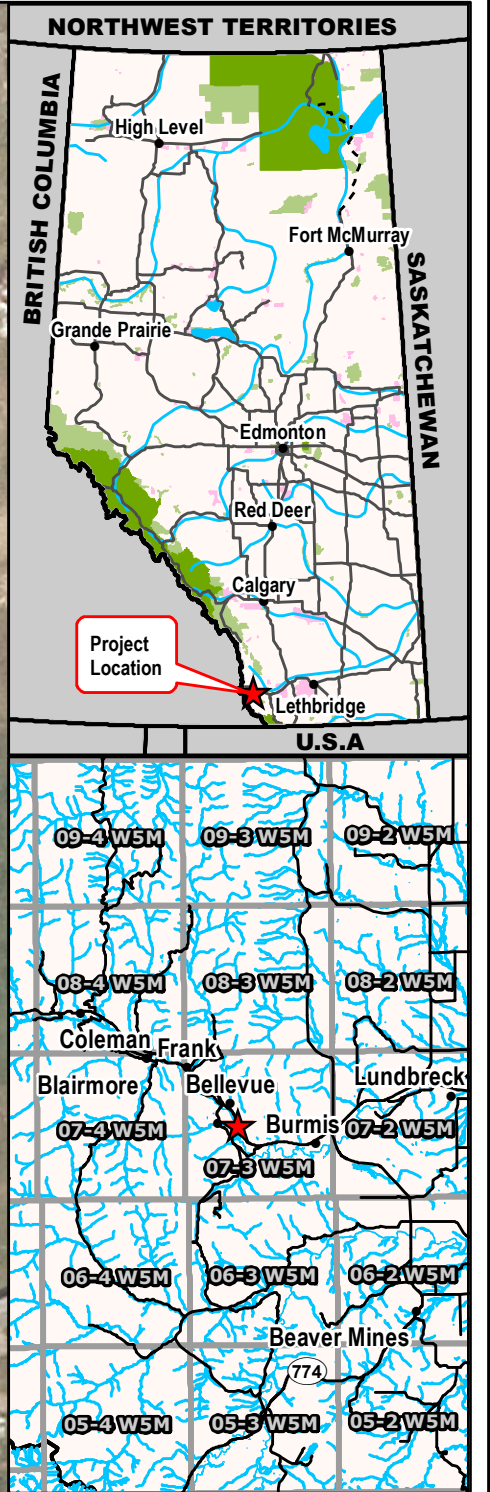 NORTHWEST TERRITORIES
BRITISH COLUMBIA
High Level
Fort McMurray
SASKATCHEWAN
Grande Prairie
Edmonton
Red Deer
Calgary
Project
Location
Lethbridge
U.S.A
09-4 W5M 09-3 W5M 09-2 W5M
08-4 W5M 08-3 W5M 08-2 W5M
Coleman Frank
Blairmore Bellevue Lundbreck
07-4 W5M Burmis 07-2 W5M
07-3 W5M
06-4 W5M 06-3 W5M 06-2 W5M
Beaver Mines
774
05-4 W5M 05-3 W5M 05-2 W5M